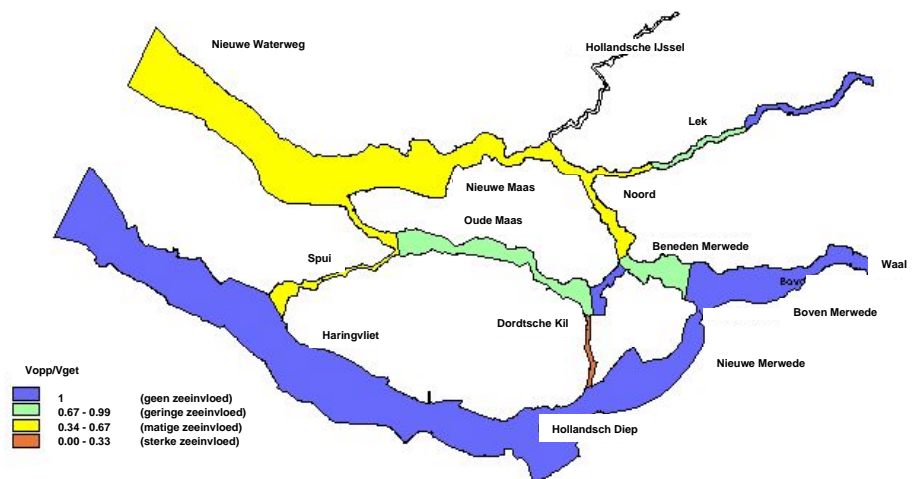 Nieuwe Waterweg
Hollandsche IJssel
Lek
Nieuwe Maas
Noord
Oude Maas
Beneden Merwede
Spui
Waal
Boven Merwede
Haringvliet
Dordtsche Kil
Nieuwe Merwede
Hollandsch Diep
Vopp/Vget
1 (geen zeeinvloed)
0.67 - 0.99 (geringe zeeinvloed)
0.34 - 0.67 (matige zeeinvloed)
0.00 - 0.33 (sterke zeeinvloed)